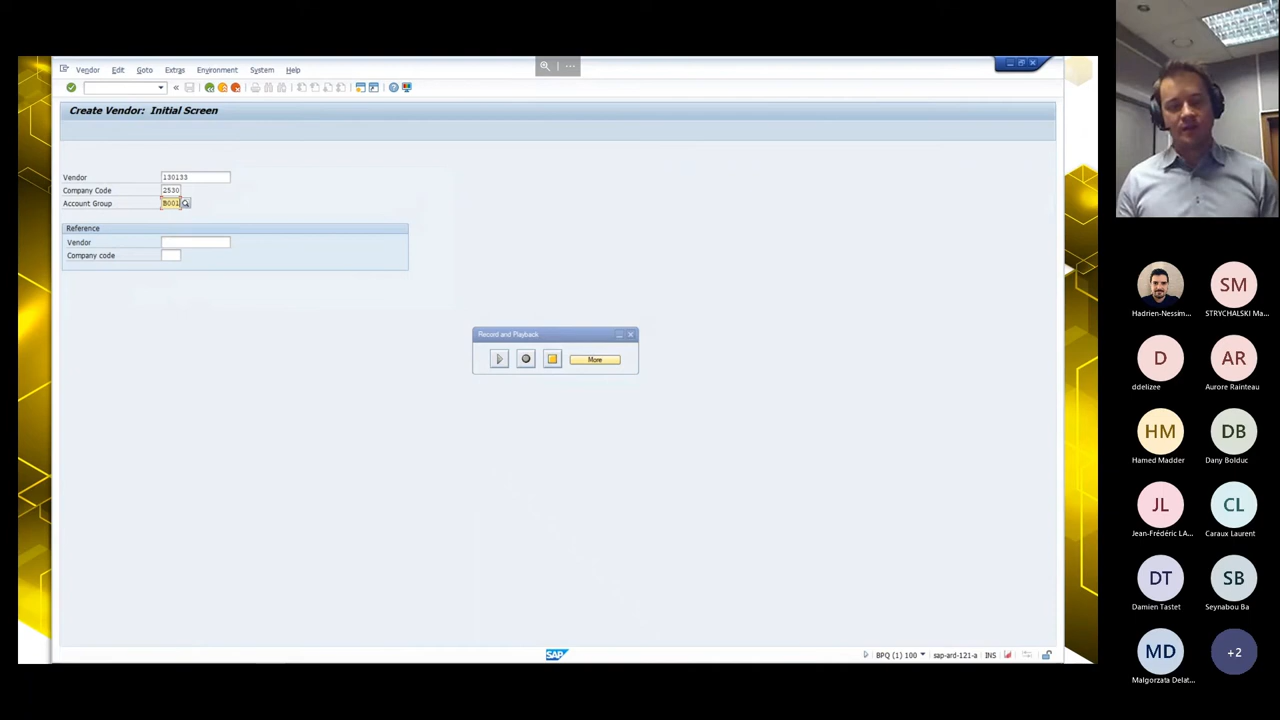 Vendor Edit Goto Extras Environment System Help
Create Vendor: Initial Screen
Vendor 130133
Company Code 2530
Account Group B001
Reference
Vendor
Company code
Record and Playback
More
SAP
BPQ (1) 100 sap-ard-121-a INS
Hadrien-Nessim...
SM
STRYCHALSKI Ma...
D
ddelizee
AR
Aurore Rainteau
HM
Hamed Madder
DB
Dany Bolduc
JL
Jean-Frédéric LA...
CL
Caraux Laurent
DT
Damien Tastet
SB
Seynabou Ba
MD
Malgorzata Delat...
+2